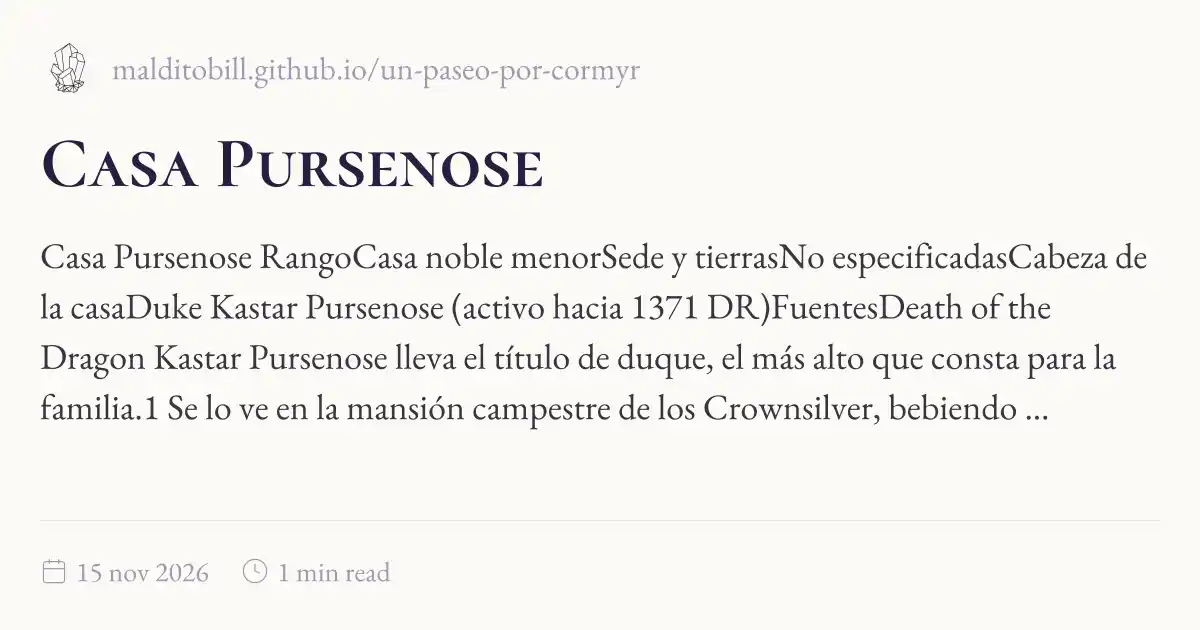 malditobill.github.io/un-paseo-por-cormyr
Casa Pursenose
Casa Pursenose RangoCasa noble menorSede y tierrasNo especificadasCabeza de
la casaDuke Kastar Pursenose (activo hacia 1371 DR)FuentesDeath of the
Dragon Kastar Pursenose lleva el título de duque, el más alto que consta para la
familia.1 Se lo ve en la mansión campestre de los Crownsilver, bebiendo ...
15 nov 2026
1 min read